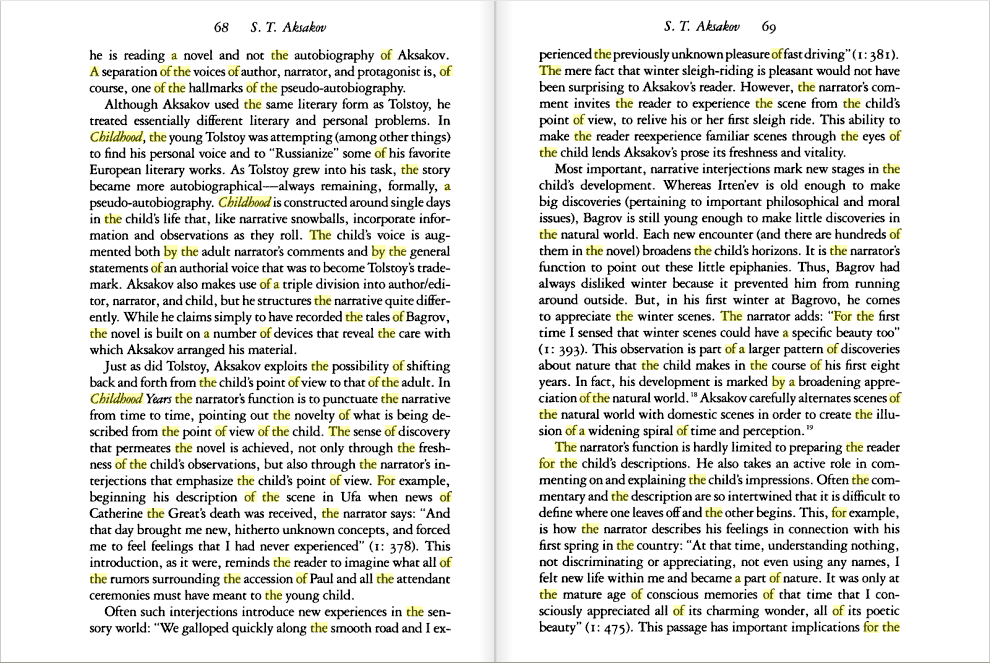 68 S. T. Aksakov
he is reading a novel and not the autobiography of Aksakov.
A separation of the voices of author, narrator, and protagonist is, of
course, one of the hallmarks of the pseudo-autobiography.
Although Aksakov used the same literary form as Tolstoy, he
treated essentially different literary and personal problems. In
Childhood, the young Tolstoy was attempting (among other things)
to find his personal voice and to "Russianize" some of his favorite
European literary works. As Tolstoy grew into his task, the story
became more autobiographical—always remaining, formally, a
pseudo-autobiography. Childhood is constructed around single days
in the child's life that, like narrative snowballs, incorporate infor-
mation and observations as they roll. The child's voice is aug-
mented both by the adult narrator's comments and by the general
statements of an authorial voice that was to become Tolstoy's trade-
mark. Aksakov also makes use of a triple division into author/edi-
tor, narrator, and child, but he structures the narrative quite differ-
ently. While he claims simply to have recorded the tales of Bagrov,
the novel is built on a number of devices that reveal the care with
which Aksakov arranged his material.
Just as did Tolstoy, Aksakov exploits the possibility of shifting
back and forth from the child's point of view to that of the adult. In
Childhood Years the narrator's function is to punctuate the narrative
from time to time, pointing out the novelty of what is being de-
scribed from the point of view of the child. The sense of discovery
that permeates the novel is achieved, not only through the fresh-
ness of the child's observations, but also through the narrator's in-
terjections that emphasize the child's point of view. For example,
beginning his description of the scene in Ufa when news of
Catherine the Great's death was received, the narrator says: "And
that day brought me new, hitherto unknown concepts, and forced
me to feel feelings that I had never experienced" (1: 378). This
introduction, as it were, reminds the reader to imagine what all of
the rumors surrounding the accession of Paul and all the attendant
ceremonies must have meant to the young child.
Often such interjections introduce new experiences in the sen-
sory world: "We galloped quickly along the smooth road and I ex-
S. T. Aksakov 69
perienced the previously unknown pleasure of fast driving" (1: 381).
The mere fact that winter sleigh-riding is pleasant would not have
been surprising to Aksakov's reader. However, the narrator's com-
ment invites the reader to experience the scene from the child's
point of view, to relive his or her first sleigh ride. This ability to
make the reader reexperience familiar scenes through the eyes of
the child lends Aksakov's prose its freshness and vitality.
Most important, narrative interjections mark new stages in the
child's development. Whereas Irten'ev is old enough to make
big discoveries (pertaining to important philosophical and moral
issues), Bagrov is still young enough to make little discoveries in
the natural world. Each new encounter (and there are hundreds of
them in the novel) broadens the child's horizons. It is the narrator's
function to point out these little epiphanies. Thus, Bagrov had
always disliked winter because it prevented him from running
around outside. But, in his first winter at Bagrovo, he comes
to appreciate the winter scenes. The narrator adds: "For the first
time I sensed that winter scenes could have a specific beauty too"
(1: 393). This observation is part of a larger pattern of discoveries
about nature that the child makes in the course of his first eight
years. In fact, his development is marked by a broadening appre-
ciation of the natural world.18 Aksakov carefully alternates scenes of
the natural world with domestic scenes in order to create the illu-
sion of a widening spiral of time and perception.19
The narrator's function is hardly limited to preparing the reader
for the child's descriptions. He also takes an active role in com-
menting on and explaining the child's impressions. Often the com-
mentary and the description are so intertwined that it is difficult to
define where one leaves off and the other begins. This, for example,
is how the narrator describes his feelings in connection with his
first spring in the country: "At that time, understanding nothing,
not discriminating or appreciating, not even using any names, I
felt new life within me and became a part of nature. It was only at
the mature age of conscious memories of that time that I con-
sciously appreciated all of its charming wonder, all of its poetic
beauty" (1: 475). This passage has important implications for the